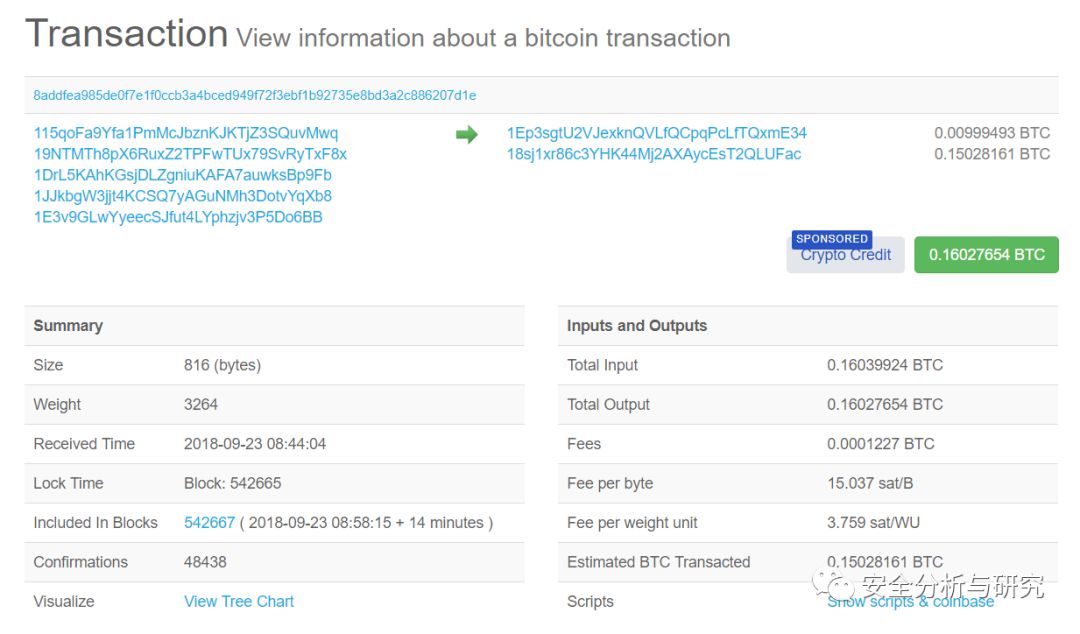 Transaction View information about a bitcoin transaction
8addfea985de0f7e1f0ccb3a4bced949f72f3ebf1b92735e8bd3a2c886207d1e
115qoFa9Yfa1PmMcJbznKJKTjZ3SQuvMwq
19NTMTh8pX6RuxZ2TPFwTUx79SvRyTxF8x
1DrL5KAhKGsjDLZgniuKAFA7auwksBp9Fb
1JJkbgW3jjt4KCSQ7yAGuNMh3DotvYqXb8
1E3v9GLwYyeecSJfut4LYphzjv3P5Do6BB
1Ep3sgtU2VJexknQVLfQCpqPcLfTQxmE34 0.00999493 BTC
18sj1xr86c3YHK44Mj2AXAycEsT2QLUFac 0.15028161 BTC
SPONSORED
Crypto Credit
0.16027654 BTC
Summary
Size 816 (bytes)
Weight 3264
Received Time 2018-09-23 08:44:04
Lock Time Block: 542665
Included In Blocks 542667 ( 2018-09-23 08:58:15 + 14 minutes )
Confirmations 48438
Visualize View Tree Chart
Inputs and Outputs
Total Input 0.16039924 BTC
Total Output 0.16027654 BTC
Fees 0.0001227 BTC
Fee per byte 15.037 sat/B
Fee per weight unit 3.759 sat/WU
Estimated BTC Transacted 0.15028161 BTC
Scripts Show scripts & coinbase
安全分析与研究